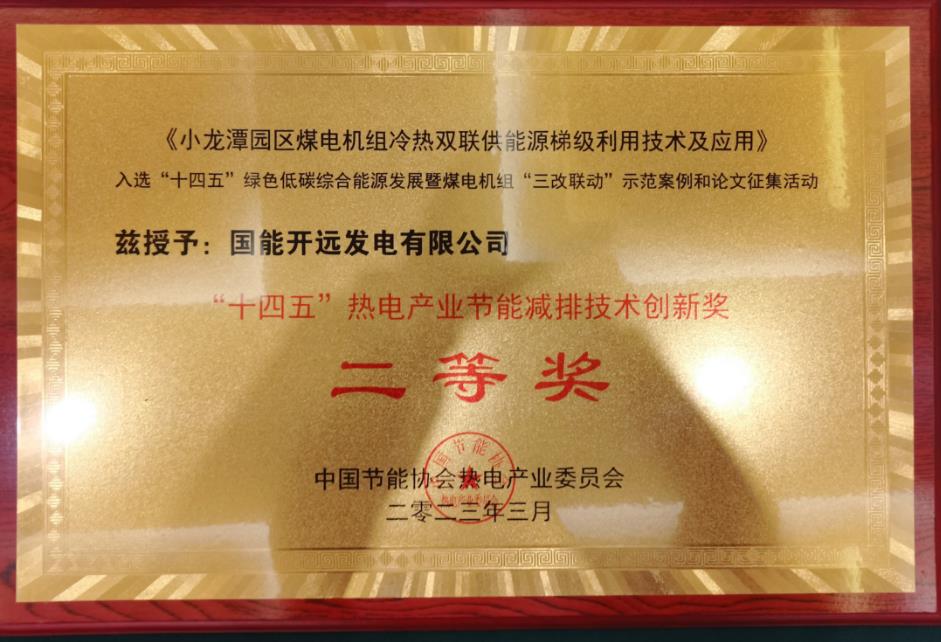 《小龙潭园区煤电机组冷热双联供能源梯级利用技术及应用》
入选“十四五”绿色低碳综合能源发展暨煤电机组“三改联动”示范案例和论文征集活动
兹授予：国能开远发电有限公司
“十四五”热电产业节能减排技术创新奖
二等奖
中国节能协会热电产业委员会
二零二三年三月